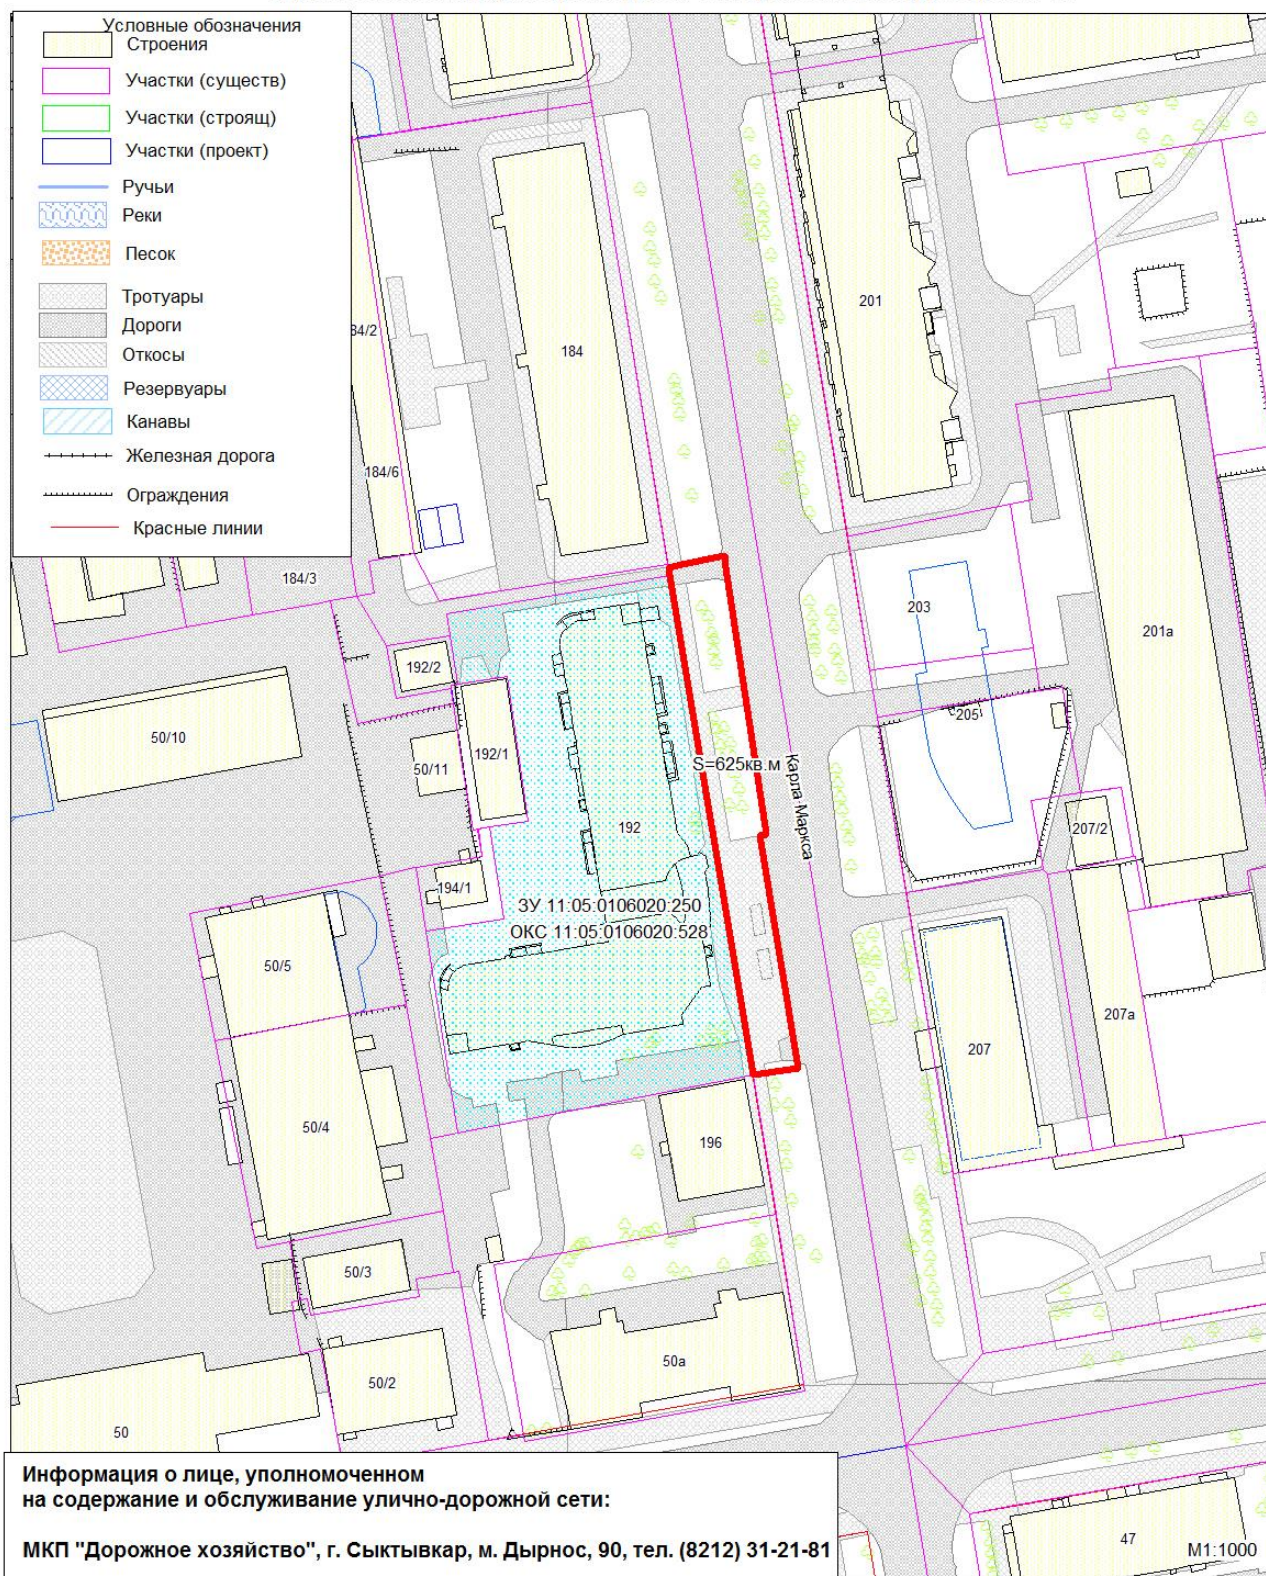 Условные обозначения
Строения
Участки (существ)
Участки (строящ)
Участки (проект)
Ручьи
Реки
Песок
Тротуары
Дороги
Откосы
Резервуары
Канавы
Железная дорога
Ограждения
Красные линии
201
184
184/6
184/3
203
201а
192/2
205
50/10
50/11
192/1
S=625кв.м
Карла Маркса
192
207/2
194/1
ЗУ 11:05:0106020:250
ОКС 11:05:0106020:528
50/5
207а
207
50/4
196
50/3
50а
50/2
50
47
М1:1000
Информация о лице, уполномоченном
на содержание и обслуживание улично-дорожной сети:
МКП "Дорожное хозяйство", г. Сыктывкар, м. Дырнос, 90, тел. (8212) 31-21-81